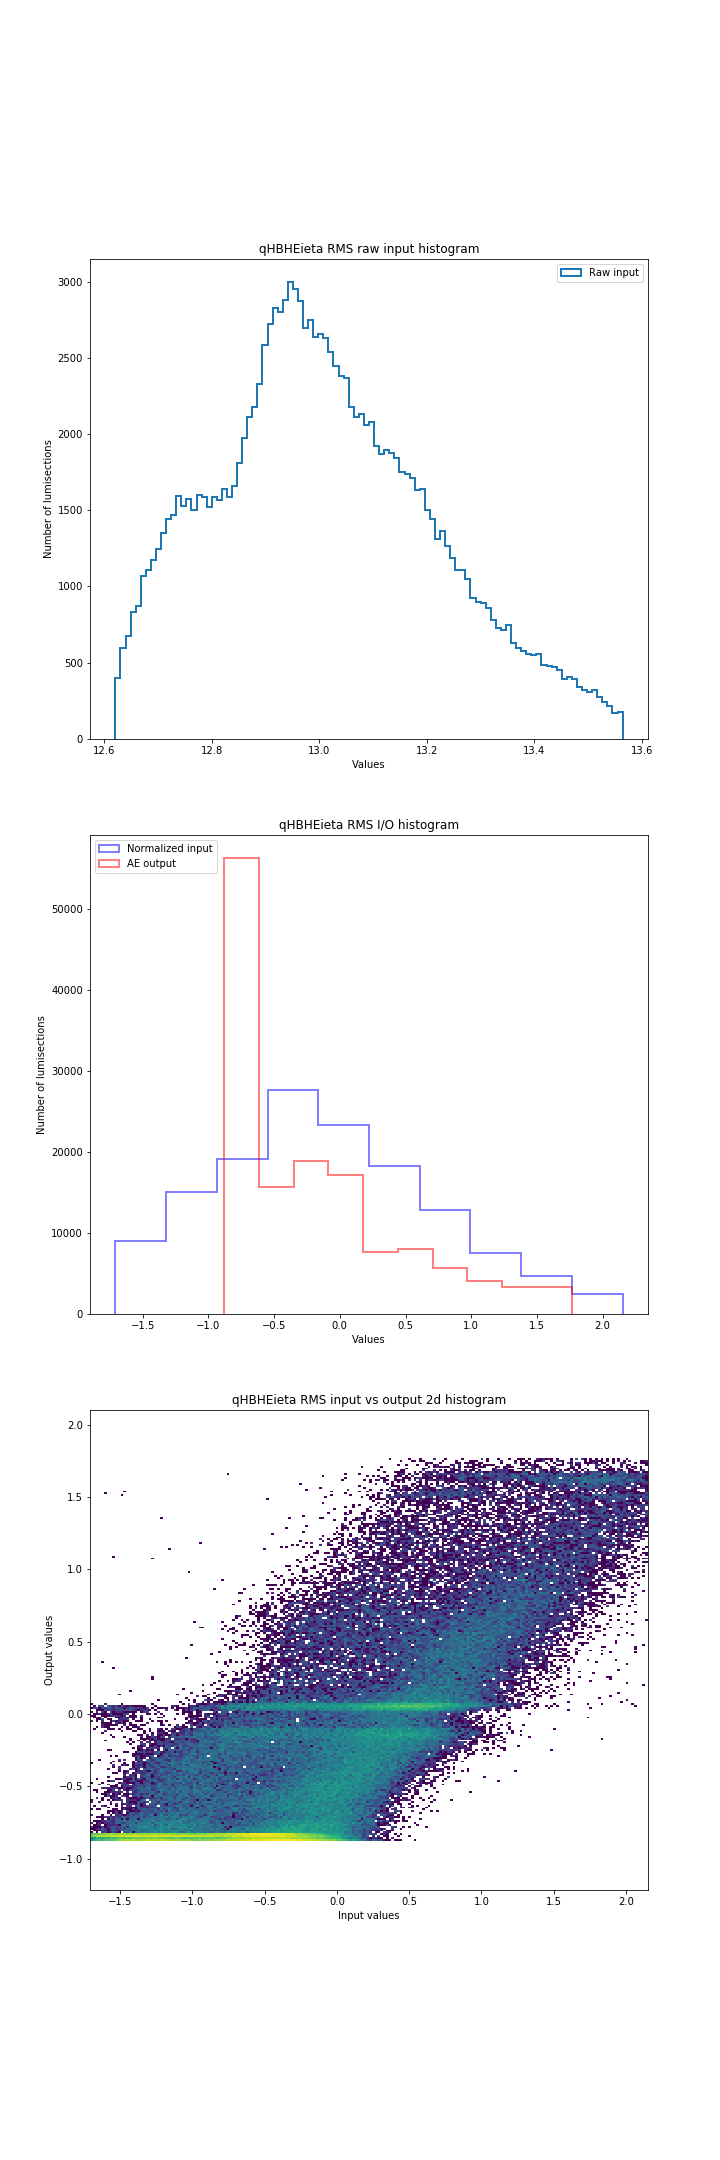 qHBHEieta RMS raw input histogram
Raw input
3000
2500
2000
1500
1000
500
0
Number of lumisections
12.6 12.8 13.0 13.2 13.4 13.6
Values
qHBHEieta RMS I/O histogram
Normalized input
AE output
50000
40000
30000
20000
10000
0
Number of lumisections
−1.5 −1.0 −0.5 0.0 0.5 1.0 1.5 2.0
Values
qHBHEieta RMS input vs output 2d histogram
2.0
1.5
1.0
0.5
0.0
−0.5
−1.0
Output values
−1.5 −1.0 −0.5 0.0 0.5 1.0 1.5 2.0
Input values